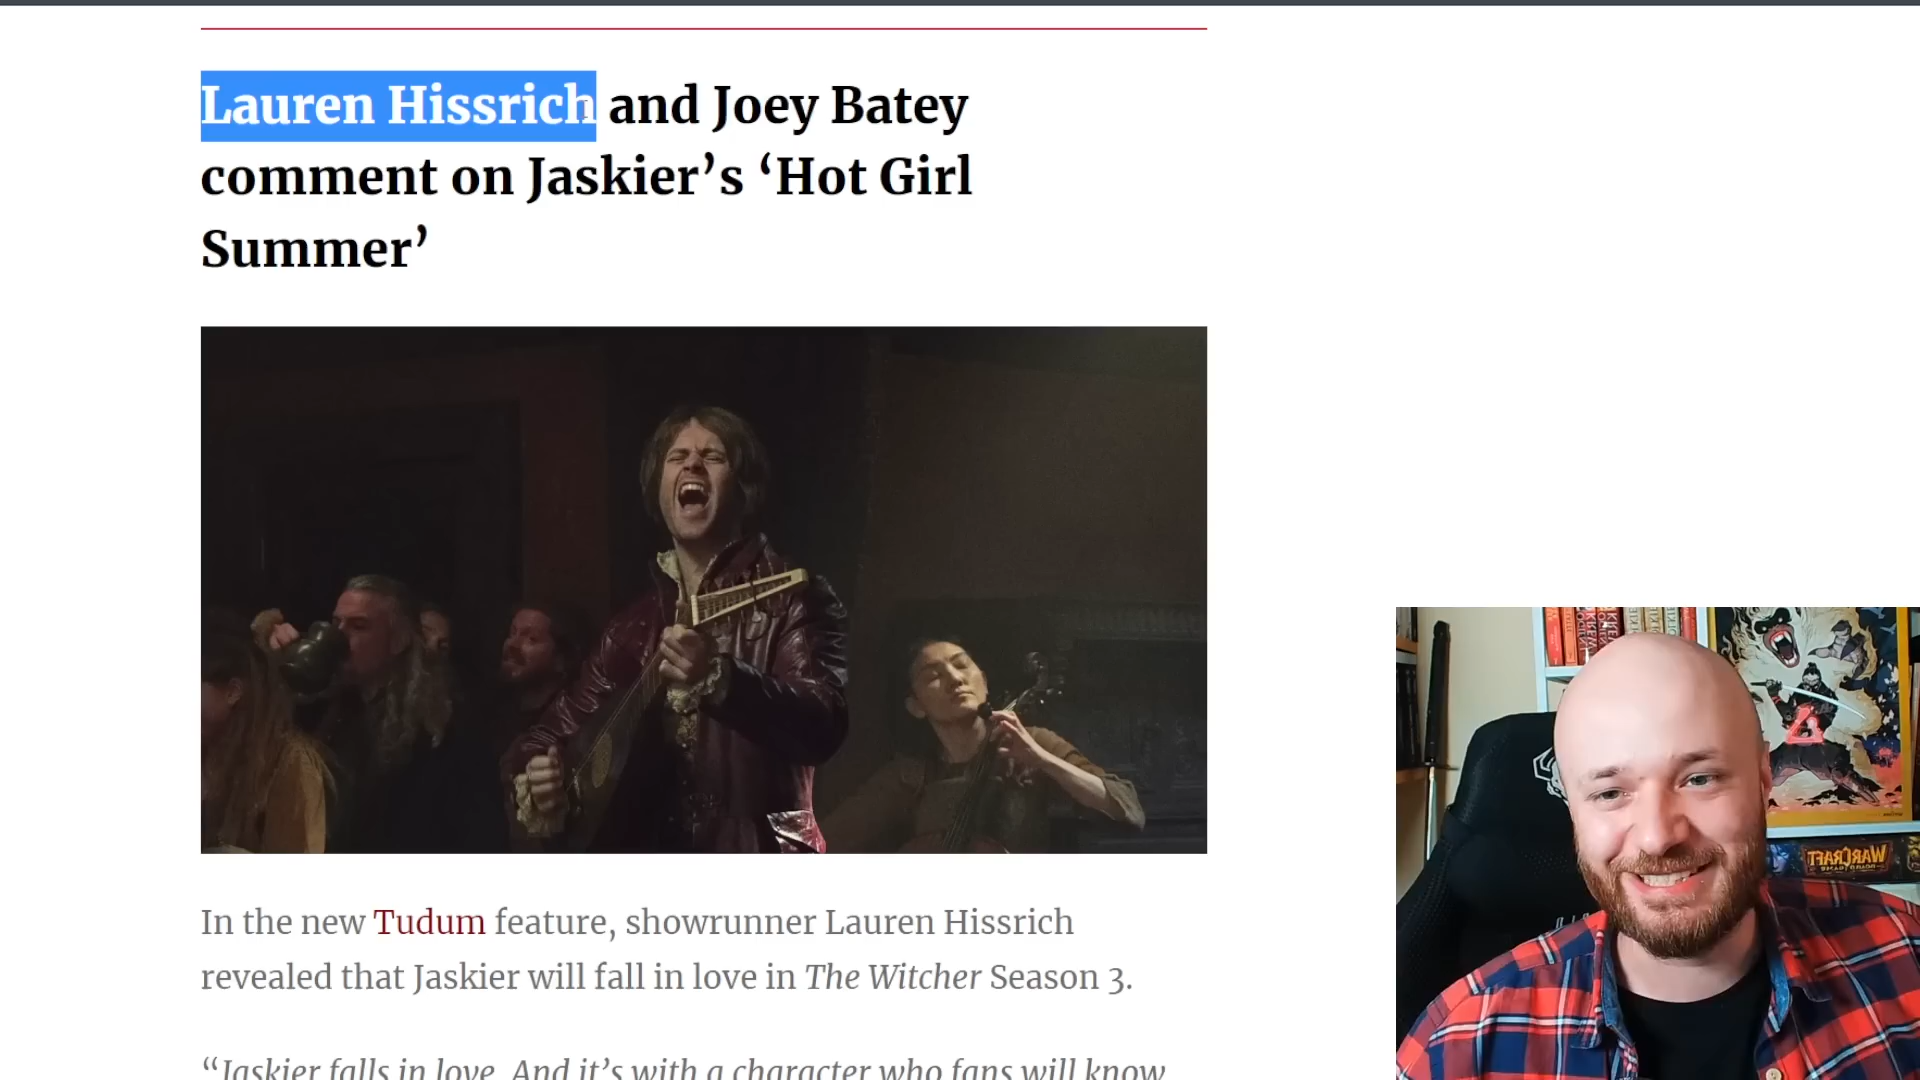 Lauren Hissrich and Joey Batey
comment on Jaskier’s ‘Hot Girl
Summer’
In the new Tudum feature, showrunner Lauren Hissrich
revealed that Jaskier will fall in love in The Witcher Season 3.
“Jaskier falls in love. And it’s with a character who fans will know
WARCRAFT